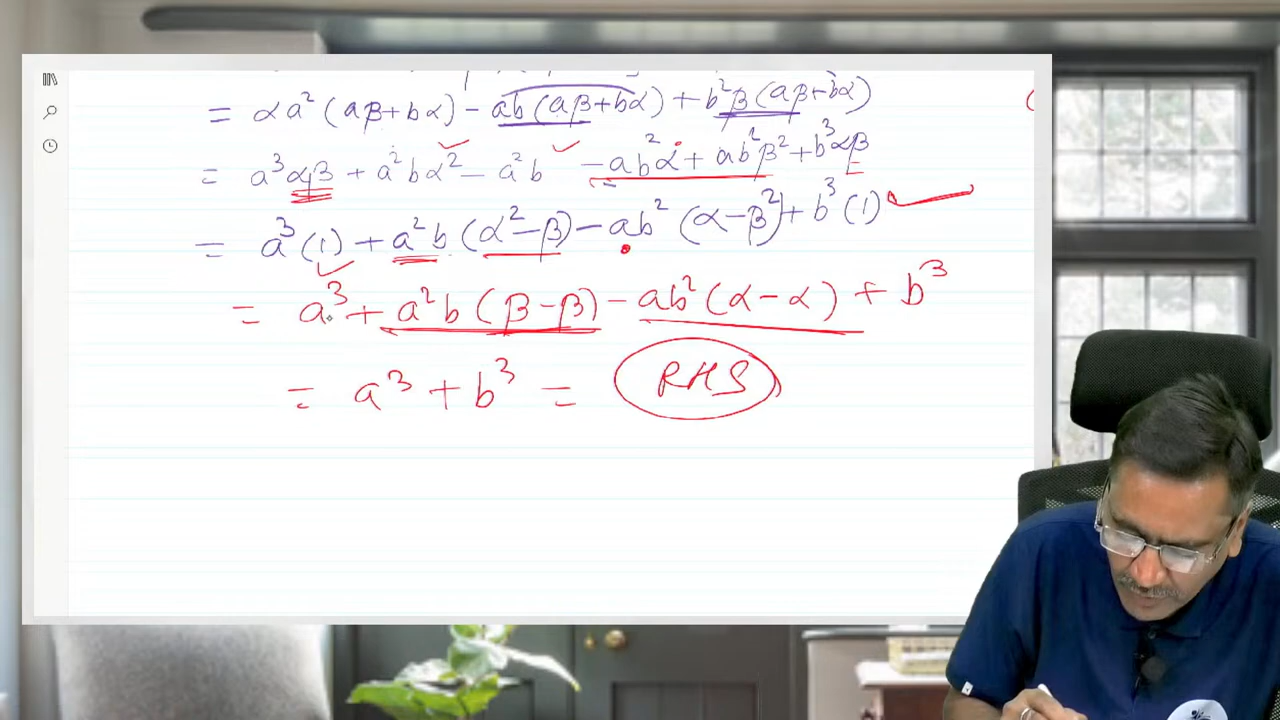 = αa²(aβ+bα) - ab(aβ+bα) + b²β(aβ+bα)
= a³αβ + a²bα² - a²b - ab²α + ab²β² + b³αβ
= a³(1) + a²b(α²-β) - ab²(α-β²) + b³(1)
= a³ + a²b(β-β) - ab²(α-α) + b³
= a³ + b³ = RHS